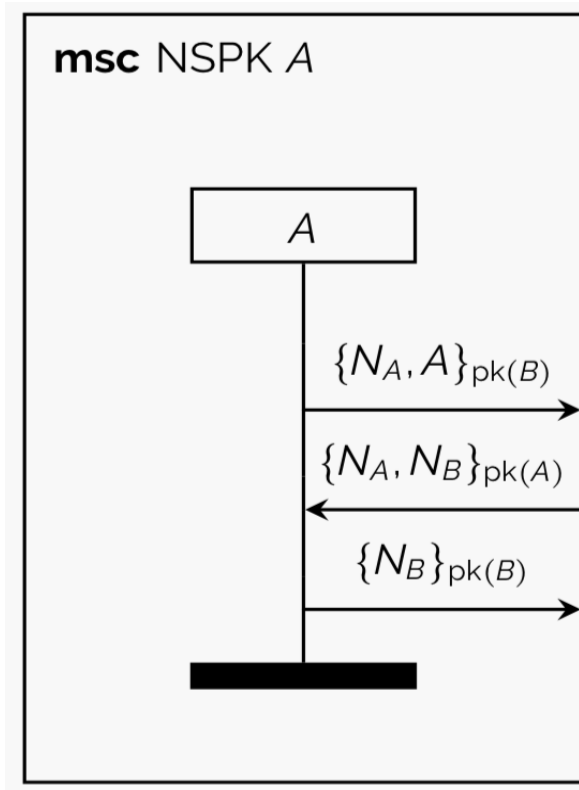 msc NSPK A
A
{N_A, A}_pk(B)
{N_A, N_B}_pk(A)
{N_B}_pk(B)